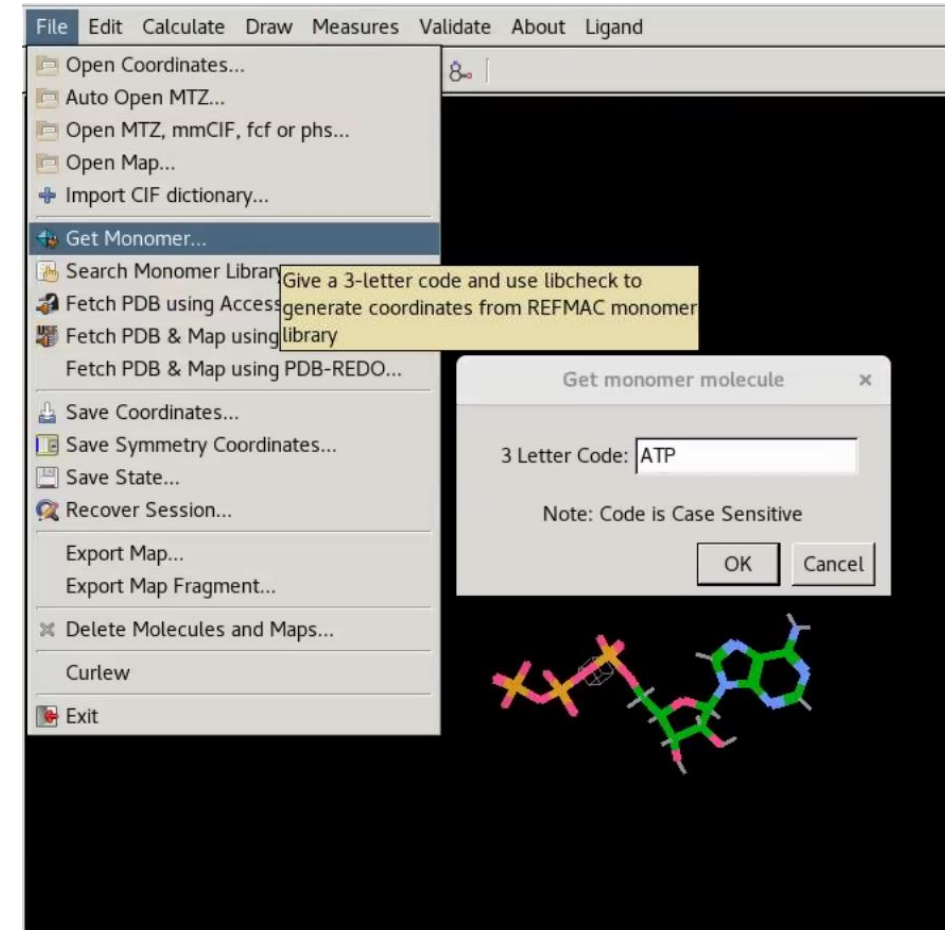 File Edit Calculate Draw Measures Validate About Ligand
Open Coordinates...
Auto Open MTZ...
Open MTZ, mmCIF, fcf or phs...
Open Map...
Import CIF dictionary...
Get Monomer...
Search Monomer Librar
Fetch PDB using Access
Fetch PDB & Map using
Fetch PDB & Map using PDB-REDO...
Save Coordinates...
Save Symmetry Coordinates...
Save State...
Recover Session...
Export Map...
Export Map Fragment...
Delete Molecules and Maps...
Curlew
Exit
Give a 3-letter code and use libcheck to
generate coordinates from REFMAC monomer
library
Get monomer molecule
3 Letter Code: ATP
Note: Code is Case Sensitive
OK Cancel